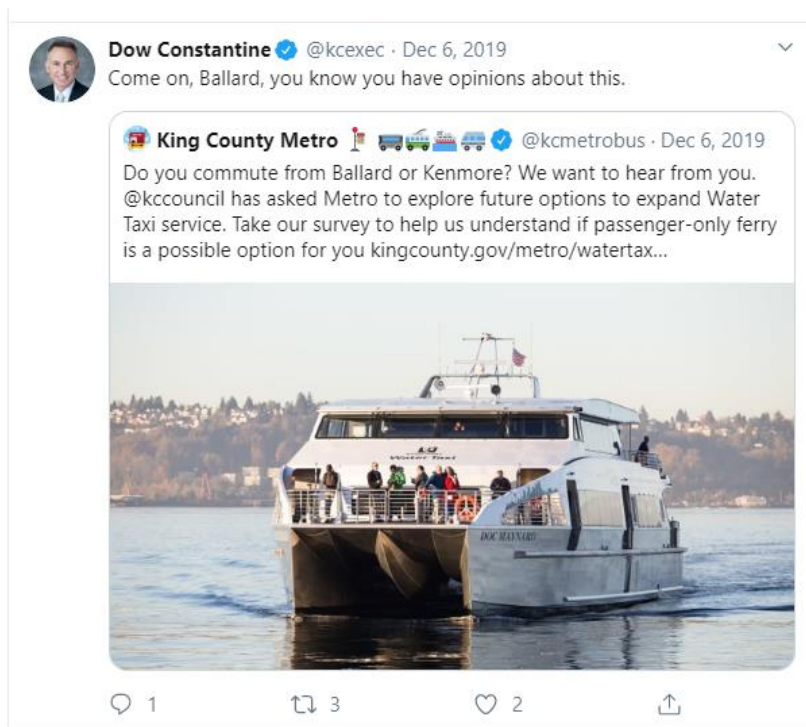 Dow Constantine @kcexec · Dec 6, 2019
Come on, Ballard, you know you have opinions about this.
King County Metro @kcmetrobus · Dec 6, 2019
Do you commute from Ballard or Kenmore? We want to hear from you.
@kccouncil has asked Metro to explore future options to expand Water
Taxi service. Take our survey to help us understand if passenger-only ferry
is a possible option for you kingcounty.gov/metro/watertax...
Water Taxi
DOC MAYNARD
1 3 2